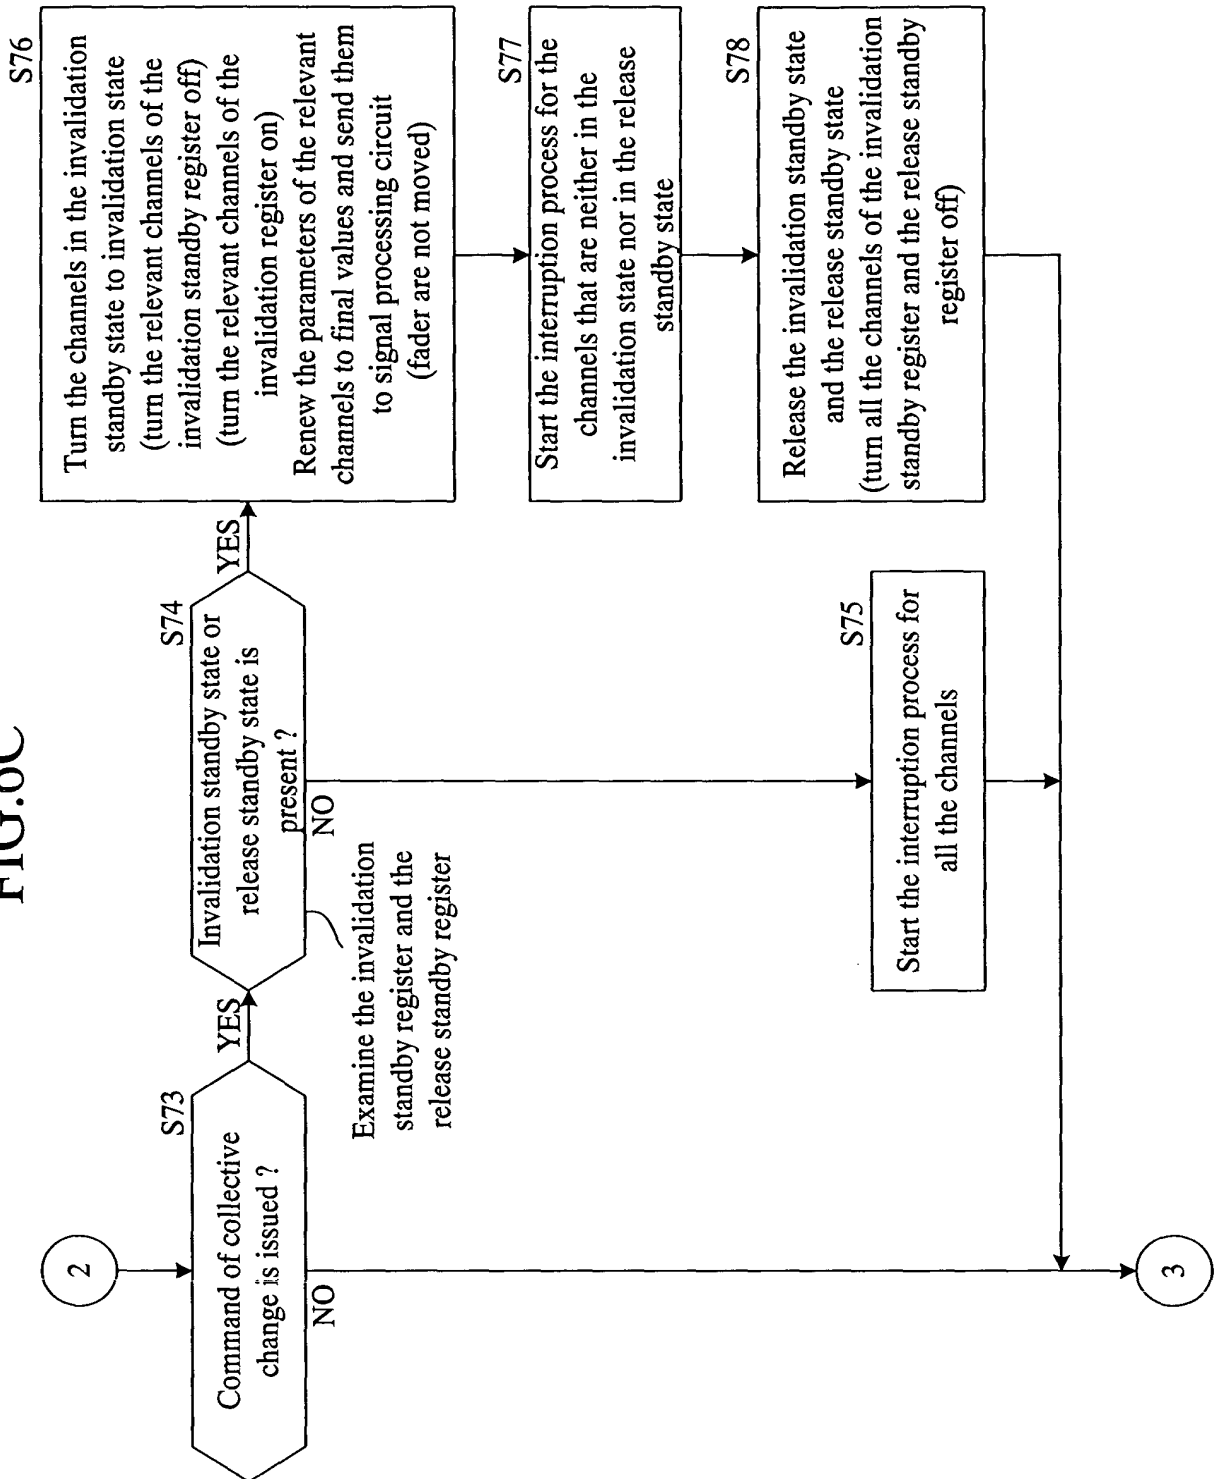 FIG.6C
2
S73
Command of collective
change is issued ?
YES
NO
S74
Invalidation standby state or
release standby state is
present ?
YES
NO
Examine the invalidation
standby register and the
release standby register
S75
Start the interruption process for
all the channels
S76
Turn the channels in the invalidation
standby state to invalidation state
(turn the relevant channels of the
invalidation standby register off)
(turn the relevant channels of the
invalidation register on)
Renew the parameters of the relevant
channels to final values and send them
to signal processing circuit
(fader are not moved)
S77
Start the interruption process for the
channels that are neither in the
invalidation state nor in the release
standby state
S78
Release the invalidation standby state
and the release standby state
(turn all the channels of the invalidation
standby register and the release standby
register off)
3